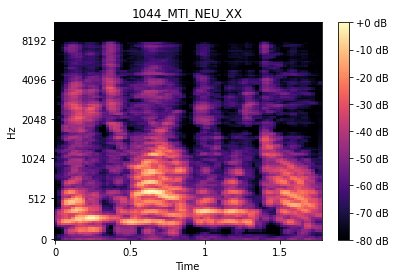 1044_MTI_NEU_XX
+0 dB
8192
-10 dB
4096
-20 dB
-30 dB
2048
Hz
-40 dB
1024
-50 dB
512
-60 dB
-70 dB
0
-80 dB
0
0.5
1
1.5
Time